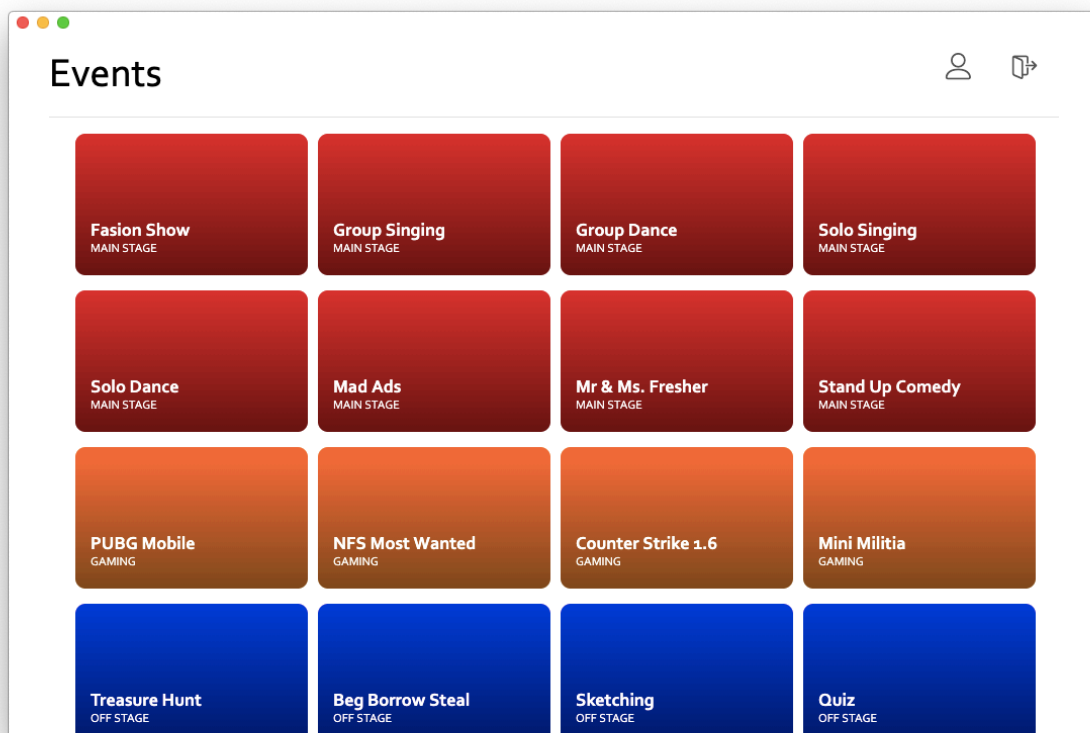 Events
Fasion Show
MAIN STAGE
Group Singing
MAIN STAGE
Group Dance
MAIN STAGE
Solo Singing
MAIN STAGE
Solo Dance
MAIN STAGE
Mad Ads
MAIN STAGE
Mr & Ms. Fresher
MAIN STAGE
Stand Up Comedy
MAIN STAGE
PUBG Mobile
GAMING
NFS Most Wanted
GAMING
Counter Strike 1.6
GAMING
Mini Militia
GAMING
Treasure Hunt
OFF STAGE
Beg Borrow Steal
OFF STAGE
Sketching
OFF STAGE
Quiz
OFF STAGE